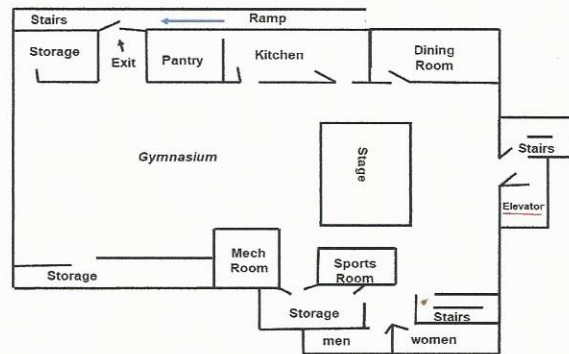 Stairs
Ramp
Storage
Exit
Pantry
Kitchen
Dining
Room
Gymnasium
Stage
Stairs
Elevator
Mech
Room
Sports
Room
Storage
Storage
Stairs
men
women